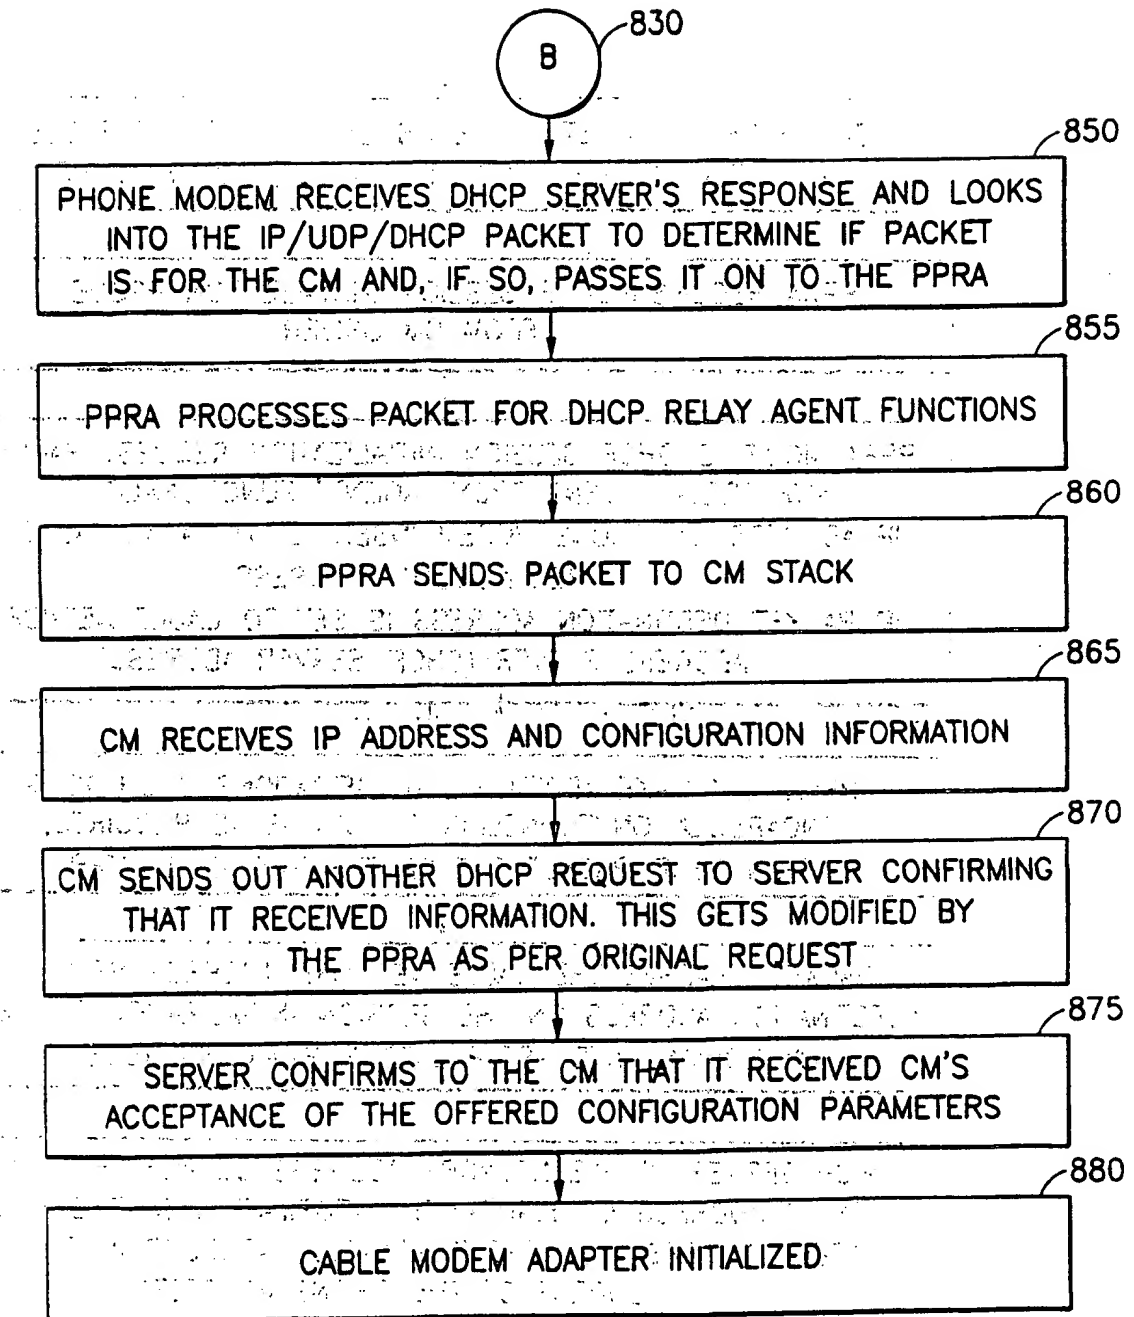 B
830
850
PHONE MODEM RECEIVES DHCP SERVER'S RESPONSE AND LOOKS
INTO THE IP/UDP/DHCP PACKET TO DETERMINE IF PACKET
IS FOR THE CM AND, IF SO, PASSES IT ON TO THE PPRA
855
PPRA PROCESSES PACKET FOR DHCP RELAY AGENT FUNCTIONS
860
PPRA SENDS PACKET TO CM STACK
865
CM RECEIVES IP ADDRESS AND CONFIGURATION INFORMATION
870
CM SENDS OUT ANOTHER DHCP REQUEST TO SERVER CONFIRMING
THAT IT RECEIVED INFORMATION. THIS GETS MODIFIED BY
THE PPRA AS PER ORIGINAL REQUEST
875
SERVER CONFIRMS TO THE CM THAT IT RECEIVED CM'S
ACCEPTANCE OF THE OFFERED CONFIGURATION PARAMETERS
880
CABLE MODEM ADAPTER INITIALIZED